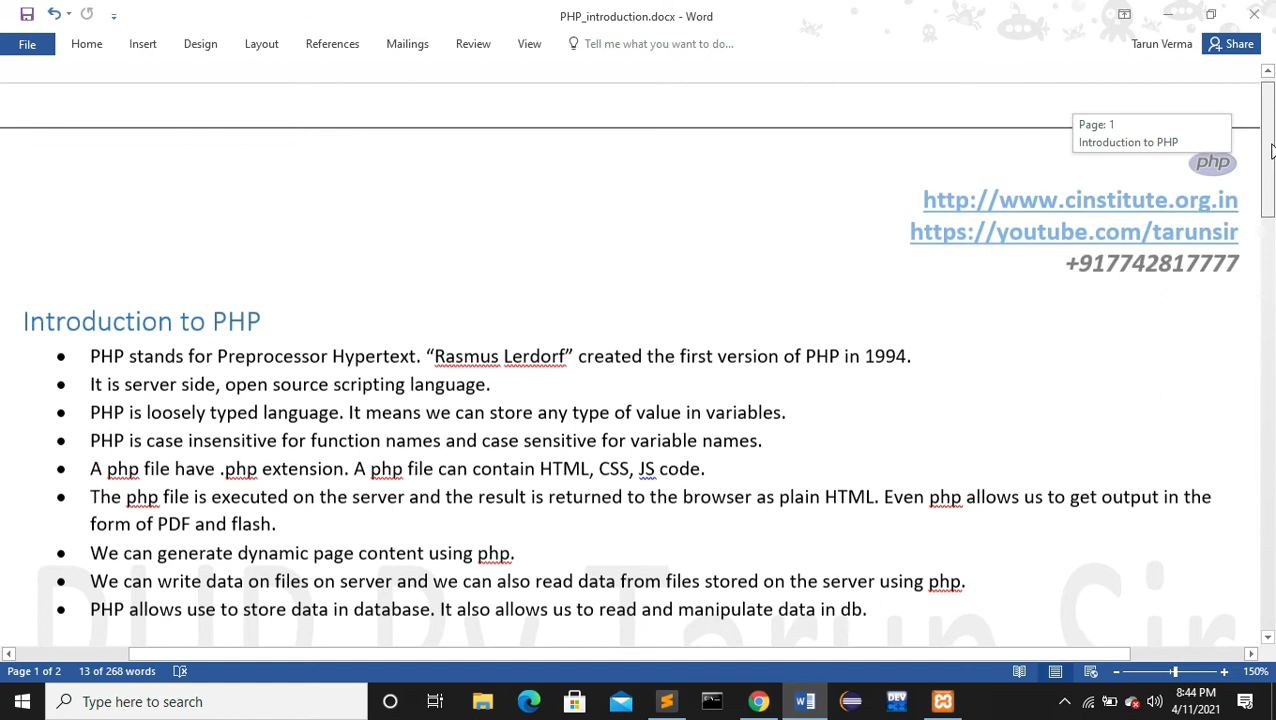 PHP_introduction.docx - Word
File Home Insert Design Layout References Mailings Review View Tell me what you want to do... Tarun Verma Share
Page: 1
Introduction to PHP
php
http://www.cinstitute.org.in
https://youtube.com/tarunsir
+917742817777
Introduction to PHP
• PHP stands for Preprocessor Hypertext. “Rasmus Lerdorf” created the first version of PHP in 1994.
• It is server side, open source scripting language.
• PHP is loosely typed language. It means we can store any type of value in variables.
• PHP is case insensitive for function names and case sensitive for variable names.
• A php file have .php extension. A php file can contain HTML, CSS, JS code.
• The php file is executed on the server and the result is returned to the browser as plain HTML. Even php allows us to get output in the
form of PDF and flash.
• We can generate dynamic page content using php.
• We can write data on files on server and we can also read data from files stored on the server using php.
• PHP allows use to store data in database. It also allows us to read and manipulate data in db.
PHP By Tarun Sir
Page 1 of 2 13 of 268 words 150%
Type here to search
DEV
8:44 PM
4/11/2021